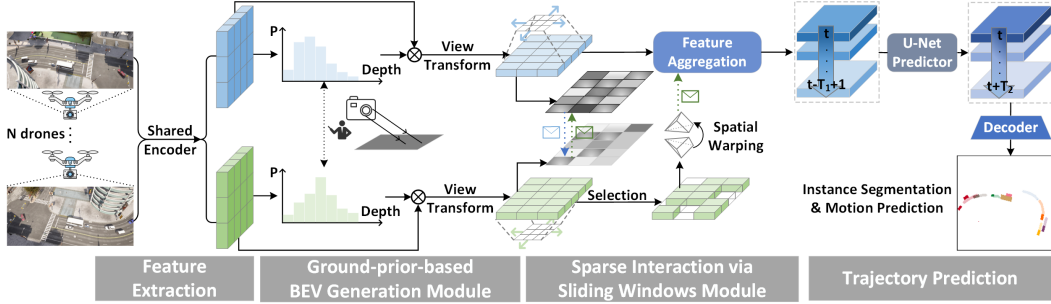 N drones
Shared
Encoder
P
Depth
P
Depth
View
Transform
View
Transform
Selection
Spatial
Warping
Feature
Aggregation
t
t-T₁+1
U-Net
Predictor
t
t+T₂
Decoder
Instance Segmentation
& Motion Prediction
Feature
Extraction
Ground-prior-based
BEV Generation Module
Sparse Interaction via
Sliding Windows Module
Trajectory Prediction